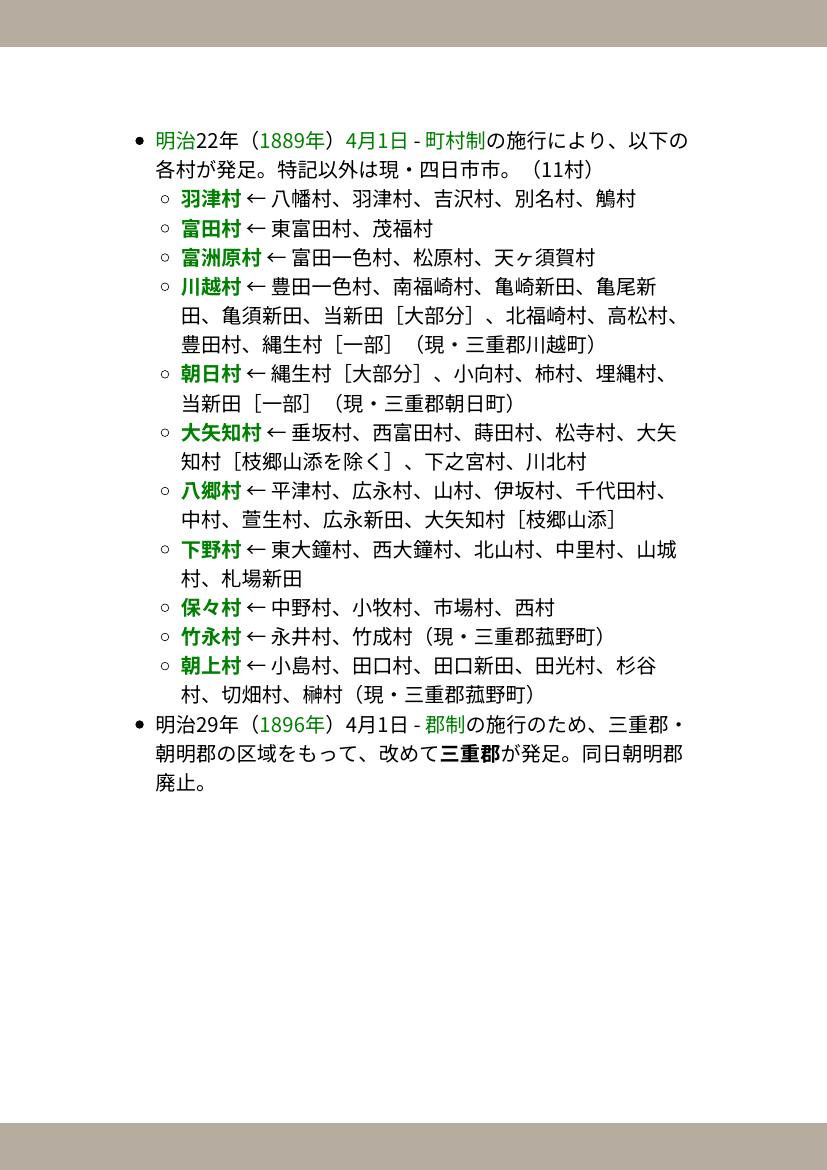 明治22年（1889年）4月1日 - 町村制の施行により、以下の
各村が発足。特記以外は現・四日市市。（11村）
羽津村 ← 八幡村、羽津村、吉沢村、別名村、鵤村
富田村 ← 東富田村、茂福村
富洲原村 ← 富田一色村、松原村、天ヶ須賀村
川越村 ← 豊田一色村、南福崎村、亀崎新田、亀尾新
田、亀須新田、当新田［大部分］、北福崎村、高松村、
豊田村、縄生村［一部］（現・三重郡川越町）
朝日村 ← 縄生村［大部分］、小向村、柿村、埋縄村、
当新田［一部］（現・三重郡朝日町）
大矢知村 ← 垂坂村、西富田村、蒔田村、松寺村、大矢
知村［枝郷山添を除く］、下之宮村、川北村
八郷村 ← 平津村、広永村、山村、伊坂村、千代田村、
中村、萱生村、広永新田、大矢知村［枝郷山添］
下野村 ← 東大鐘村、西大鐘村、北山村、中里村、山城
村、札場新田
保々村 ← 中野村、小牧村、市場村、西村
竹永村 ← 永井村、竹成村（現・三重郡菰野町）
朝上村 ← 小島村、田口村、田口新田、田光村、杉谷
村、切畑村、榊村（現・三重郡菰野町）
明治29年（1896年）4月1日 - 郡制の施行のため、三重郡・
朝明郡の区域をもって、改めて三重郡が発足。同日朝明郡
廃止。